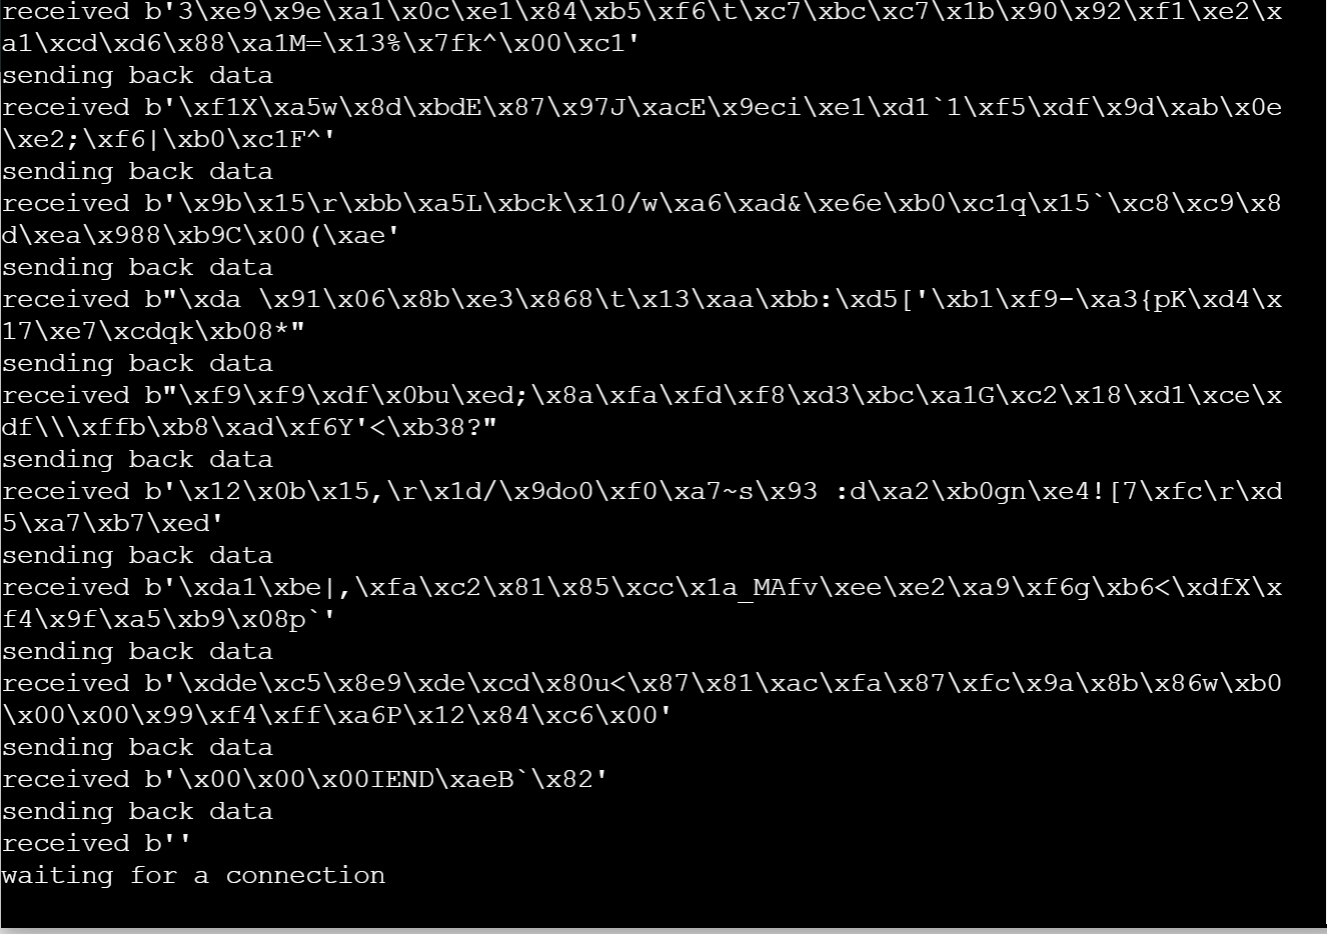 received b'3\xe9\x9e\xa1\x0c\xe1\x84\xb5\xf6\t\xc7\xbc\xc7\x1b\x90\x92\xf1\xe2\x
a1\xcd\xd6\x88\xa1M=\x13%\x7fk^\x00\xc1'
sending back data
received b'\xf1X\xa5w\x8d\xbdE\x87\x97J\xacE\x9eci\xe1\xd1`1\xf5\xdf\x9d\xab\x0e
\xe2;\xf6|\xb0\xc1F^'
sending back data
received b'\x9b\x15\r\xbb\xa5L\xbck\x10/w\xa6\xad&\xe6e\xb0\xc1q\x15`\xc8\xc9\x8
d\xea\x988\xb9C\x00(\xae'
sending back data
received b"\xda \x91\x06\x8b\xe3\x868\t\x13\xaa\xbb:\xd5['\xb1\xf9-\xa3{pK\xd4\x
17\xe7\xcdqk\xb08*"
sending back data
received b"\xf9\xf9\xdf\x0bu\xed;\x8a\xfa\xfd\xf8\xd3\xbc\xa1G\xc2\x18\xd1\xce\x
df\\\xffb\xb8\xad\xf6Y'<\xb38?"
sending back data
received b'\x12\x0b\x15,\r\x1d/\x9do0\xf0\xa7~s\x93 :d\xa2\xb0gn\xe4![7\xfc\r\xd
5\xa7\xb7\xed'
sending back data
received b'\xda1\xbe|,\xfa\xc2\x81\x85\xcc\x1a_MAfv\xee\xe2\xa9\xf6g\xb6<\xdfX\x
f4\x9f\xa5\xb9\x08p`'
sending back data
received b'\xdde\xc5\x8e9\xde\xcd\x80u<\x87\x81\xac\xfa\x87\xfc\x9a\x8b\x86w\xb0
\x00\x00\x99\xf4\xff\xa6P\x12\x84\xc6\x00'
sending back data
received b'\x00\x00\x00IEND\xaeB`\x82'
sending back data
received b''
waiting for a connection